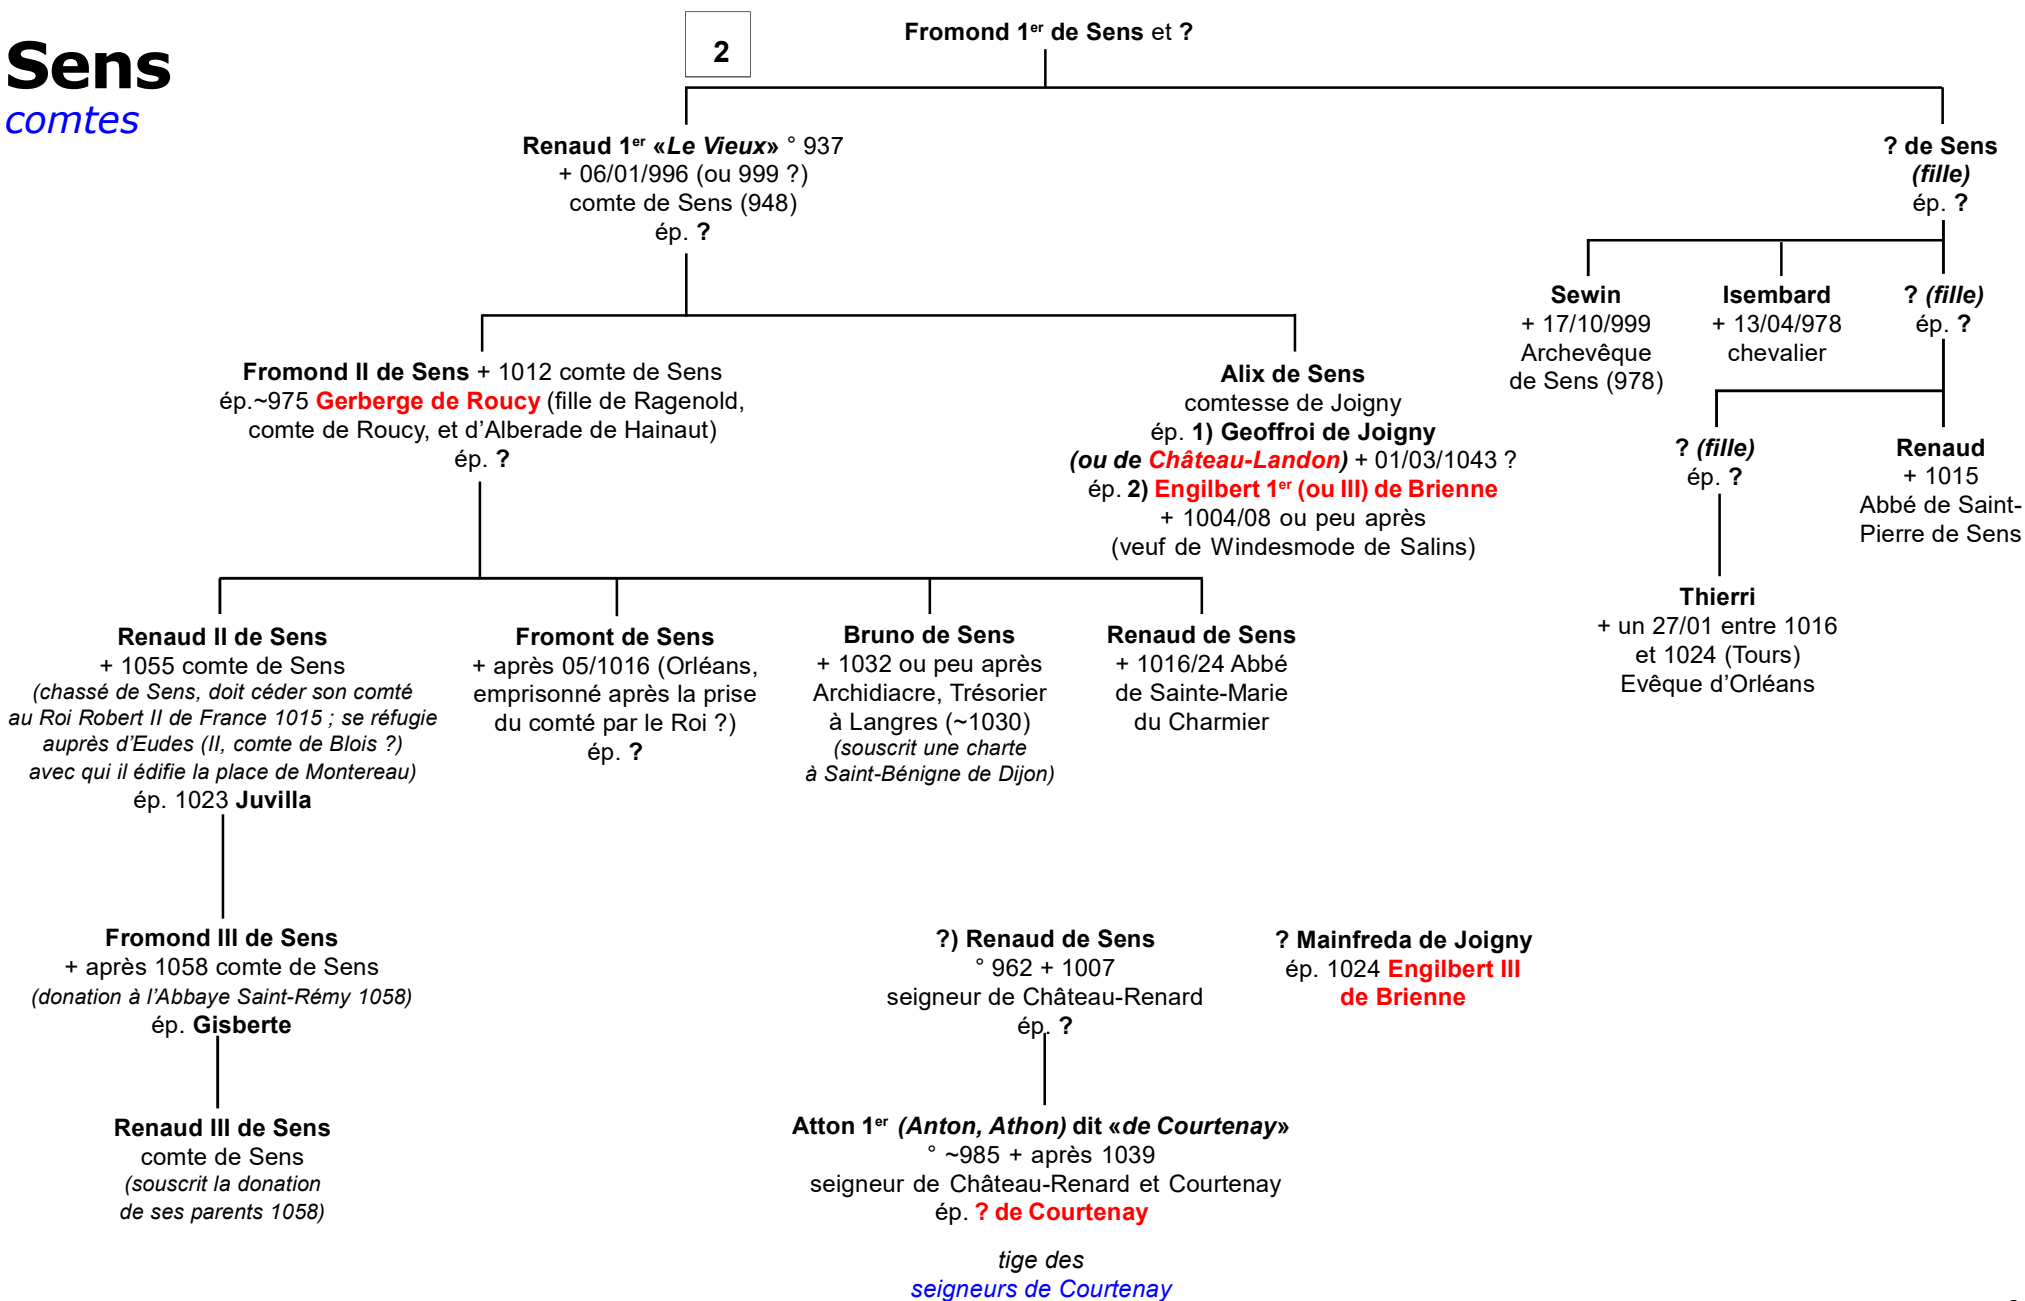 Sens
comtes
2
Fromond 1er de Sens et ?
Renaud 1er «Le Vieux» ° 937
+ 06/01/996 (ou 999 ?)
comte de Sens (948)
ép. ?
? de Sens
(fille)
ép. ?
Sewin
+ 17/10/999
Archevêque
de Sens (978)
Isembard
+ 13/04/978
chevalier
? (fille)
ép. ?
Fromond II de Sens + 1012 comte de Sens
ép.~975 Gerberge de Roucy (fille de Ragenold,
comte de Roucy, et d’Alberade de Hainaut)
ép. ?
Alix de Sens
comtesse de Joigny
ép. 1) Geoffroi de Joigny
(ou de Château-Landon) + 01/03/1043 ?
ép. 2) Engilbert 1er (ou III) de Brienne
+ 1004/08 ou peu après
(veuf de Windesmode de Salins)
? (fille)
ép. ?
Renaud
+ 1015
Abbé de Saint-
Pierre de Sens
Thierri
+ un 27/01 entre 1016
et 1024 (Tours)
Evêque d’Orléans
Renaud II de Sens
+ 1055 comte de Sens
(chassé de Sens, doit céder son comté
au Roi Robert II de France 1015 ; se réfugie
auprès d’Eudes (II, comte de Blois ?)
avec qui il édifie la place de Montereau)
ép. 1023 Juvilla
Fromont de Sens
+ après 05/1016 (Orléans,
emprisonné après la prise
du comté par le Roi ?)
ép. ?
Bruno de Sens
+ 1032 ou peu après
Archidiacre, Trésorier
à Langres (~1030)
(souscrit une charte
à Saint-Bénigne de Dijon)
Renaud de Sens
+ 1016/24 Abbé
de Sainte-Marie
du Charmier
Fromond III de Sens
+ après 1058 comte de Sens
(donation à l’Abbaye Saint-Rémy 1058)
ép. Gisberte
?) Renaud de Sens
° 962 + 1007
seigneur de Château-Renard
ép. ?
? Mainfreda de Joigny
ép. 1024 Engilbert III
de Brienne
Renaud III de Sens
comte de Sens
(souscrit la donation
de ses parents 1058)
Atton 1er (Anton, Athon) dit «de Courtenay»
° ~985 + après 1039
seigneur de Château-Renard et Courtenay
ép. ? de Courtenay
tige des
seigneurs de Courtenay